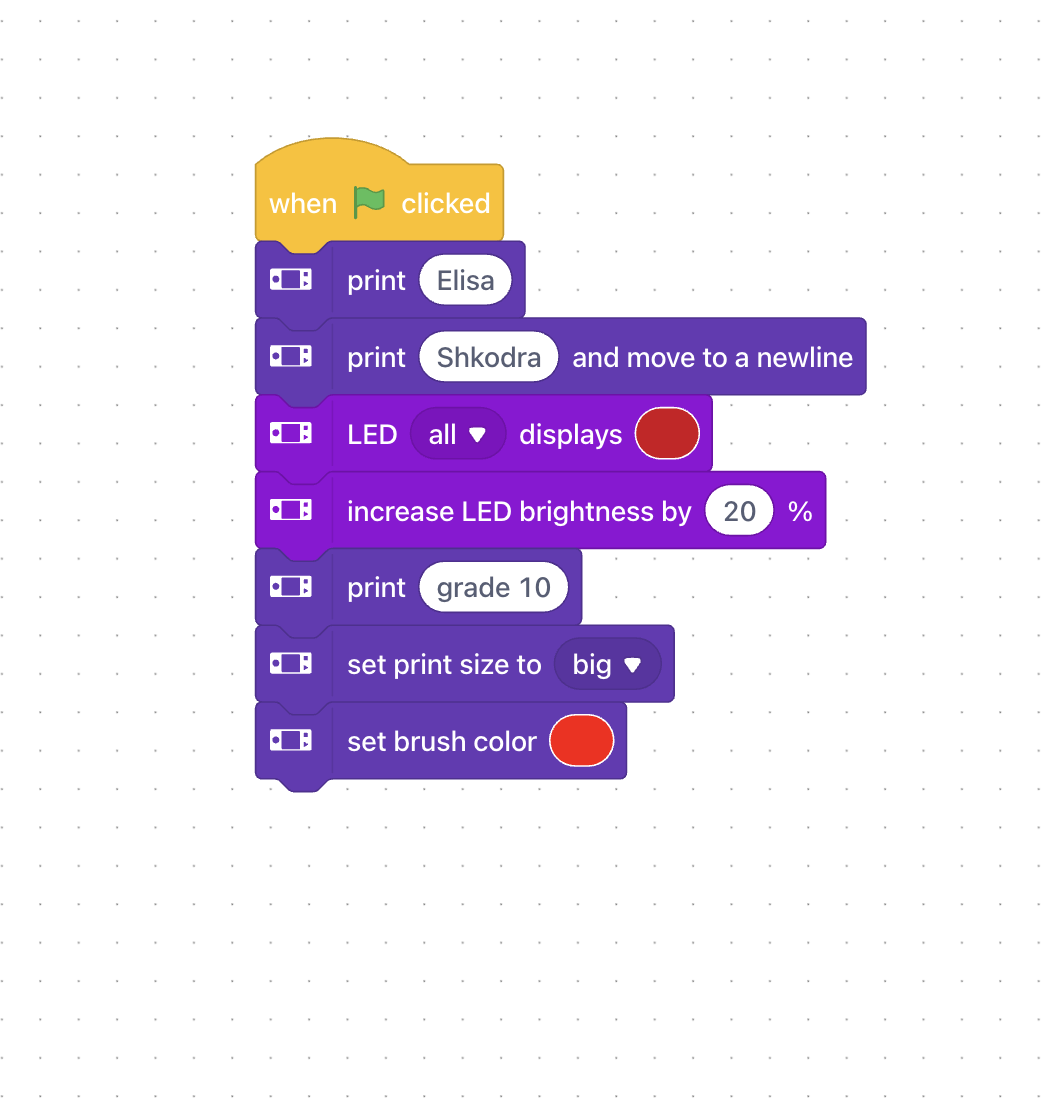 when clicked
print Elisa
print Shkodra and move to a newline
LED all displays
increase LED brightness by 20 %
print grade 10
set print size to big
set brush color